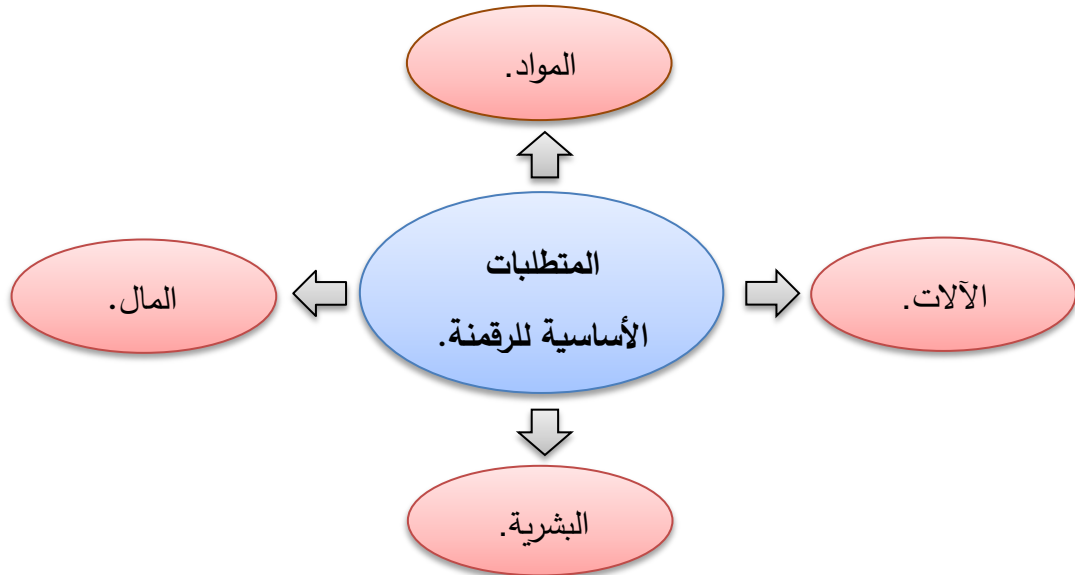 المواد.
المتطلبات
الأساسية للرقمنة.
الآلات.
المال.
البشرية.